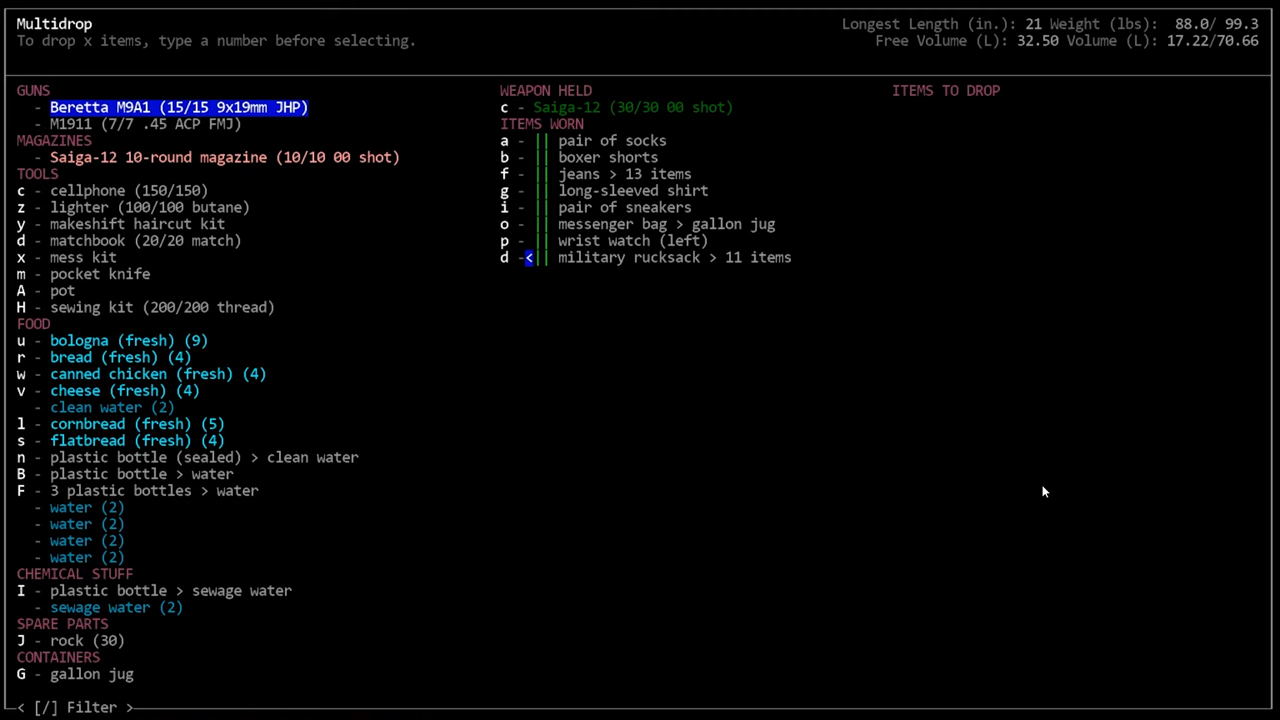 Multidrop
Longest Length (in.): 21 Weight (lbs): 88.0/ 99.3
To drop x items, type a number before selecting.
Free Volume (L): 32.50 Volume (L): 17.22/70.66
GUNS
- Beretta M9A1 (15/15 9x19mm JHP)
- M1911 (7/7 .45 ACP FMJ)
MAGAZINES
- Saiga-12 10-round magazine (10/10 00 shot)
TOOLS
c - cellphone (150/150)
z - lighter (100/100 butane)
y - makeshift haircut kit
d - matchbook (20/20 match)
x - mess kit
m - pocket knife
A - pot
H - sewing kit (200/200 thread)
FOOD
u - bologna (fresh) (9)
r - bread (fresh) (4)
w - canned chicken (fresh) (4)
v - cheese (fresh) (4)
- clean water (2)
l - cornbread (fresh) (5)
s - flatbread (fresh) (4)
n - plastic bottle (sealed) > clean water
B - plastic bottle > water
F - 3 plastic bottles > water
- water (2)
- water (2)
- water (2)
- water (2)
CHEMICAL STUFF
I - plastic bottle > sewage water
- sewage water (2)
SPARE PARTS
J - rock (30)
CONTAINERS
G - gallon jug
WEAPON HELD
c - Saiga-12 (30/30 00 shot)
ITEMS WORN
a - || pair of socks
b - || boxer shorts
f - || jeans > 13 items
g - || long-sleeved shirt
i - || pair of sneakers
o - || messenger bag > gallon jug
p - || wrist watch (left)
d -<|| military rucksack > 11 items
ITEMS TO DROP
< [/] Filter >